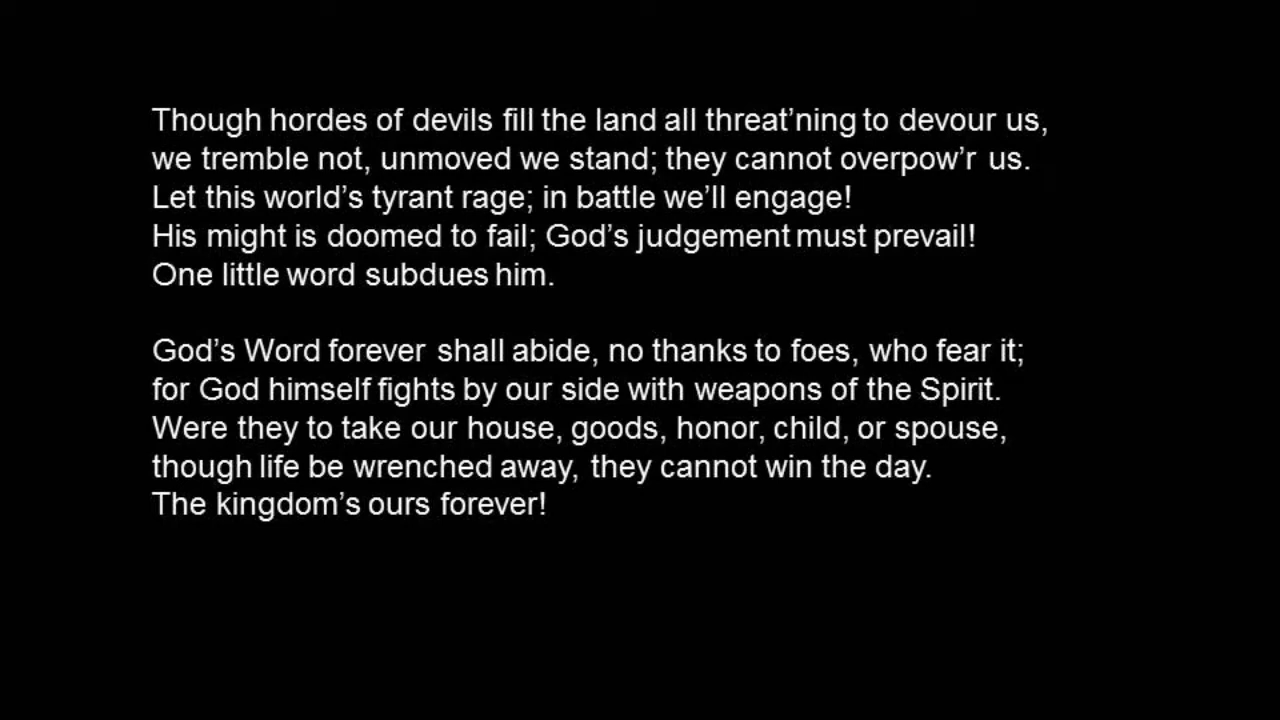 Though hordes of devils fill the land all threat’ning to devour us,
we tremble not, unmoved we stand; they cannot overpow’r us.
Let this world’s tyrant rage; in battle we’ll engage!
His might is doomed to fail; God’s judgement must prevail!
One little word subdues him.
God’s Word forever shall abide, no thanks to foes, who fear it;
for God himself fights by our side with weapons of the Spirit.
Were they to take our house, goods, honor, child, or spouse,
though life be wrenched away, they cannot win the day.
The kingdom’s ours forever!